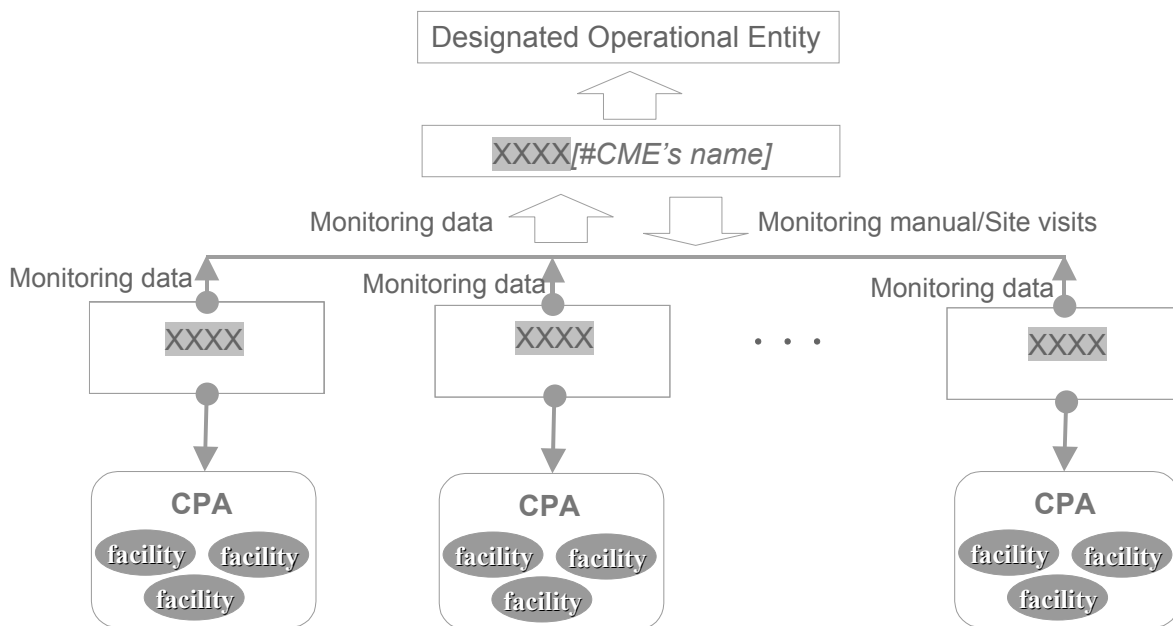 Designated Operational Entity
XXXX[#CME's name]
Monitoring data
Monitoring manual/Site visits
Monitoring data
Monitoring data
Monitoring data
XXXX
XXXX
. . .
XXXX
CPA
CPA
CPA
facility
facility
facility
facility
facility
facility
facility
facility
facility